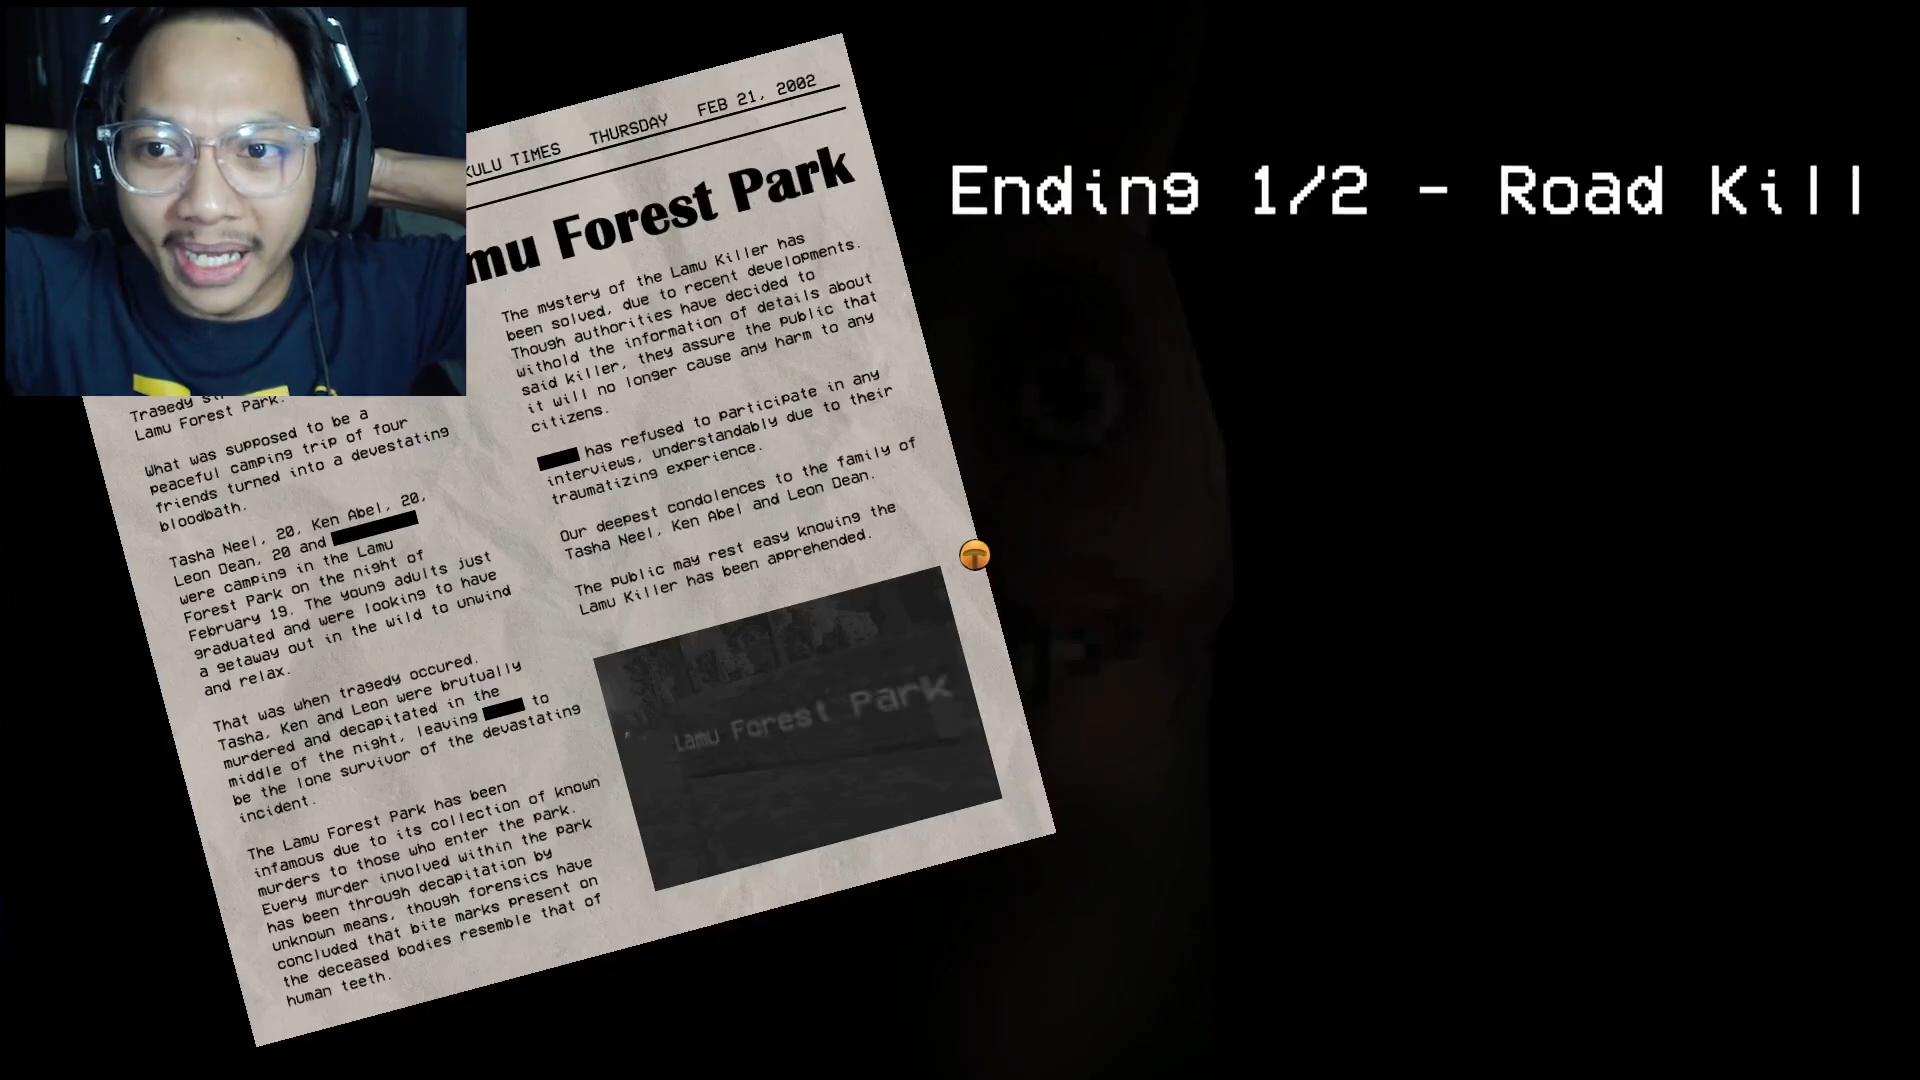 KULU TIMES THURSDAY FEB 21, 2002
mu Forest Park
Tragedy
Lamu Forest Park.
What was supposed to be a
peaceful camping trip of four
friends turned into a devestating
bloodbath.
Tasha Neel, 20, Ken Abel, 20,
Leon Dean, 20 and
were camping in the Lamu
Forest Park on the night of
February 19. The young adults just
graduated and were looking to have
a getaway out in the wild to unwind
and relax.
That was when tragedy occured.
Tasha, Ken and Leon were brutually
murdered and decapitated in the
middle of the night, leaving to
be the lone survivor of the devastating
incident.
The Lamu Forest Park has been
infamous due to its collection of known
murders to those who enter the park.
Every murder involved within the park
has been through decapitation by
unknown means, though forensics have
concluded that bite marks present on
the deceased bodies resemble that of
human teeth.
The mystery of the Lamu Killer has
been solved, due to recent developments.
Though authorities have decided to
withold the information of details about
said killer, they assure the public that
it will no longer cause any harm to any
citizens.
has refused to participate in any
interviews, understandably due to their
traumatizing experience.
Our deepest condolences to the family of
Tasha Neel, Ken Abel and Leon Dean.
The public may rest easy knowing the
Lamu Killer has been apprehended.
Lamu Forest Park
Ending 1/2 - Road Kill